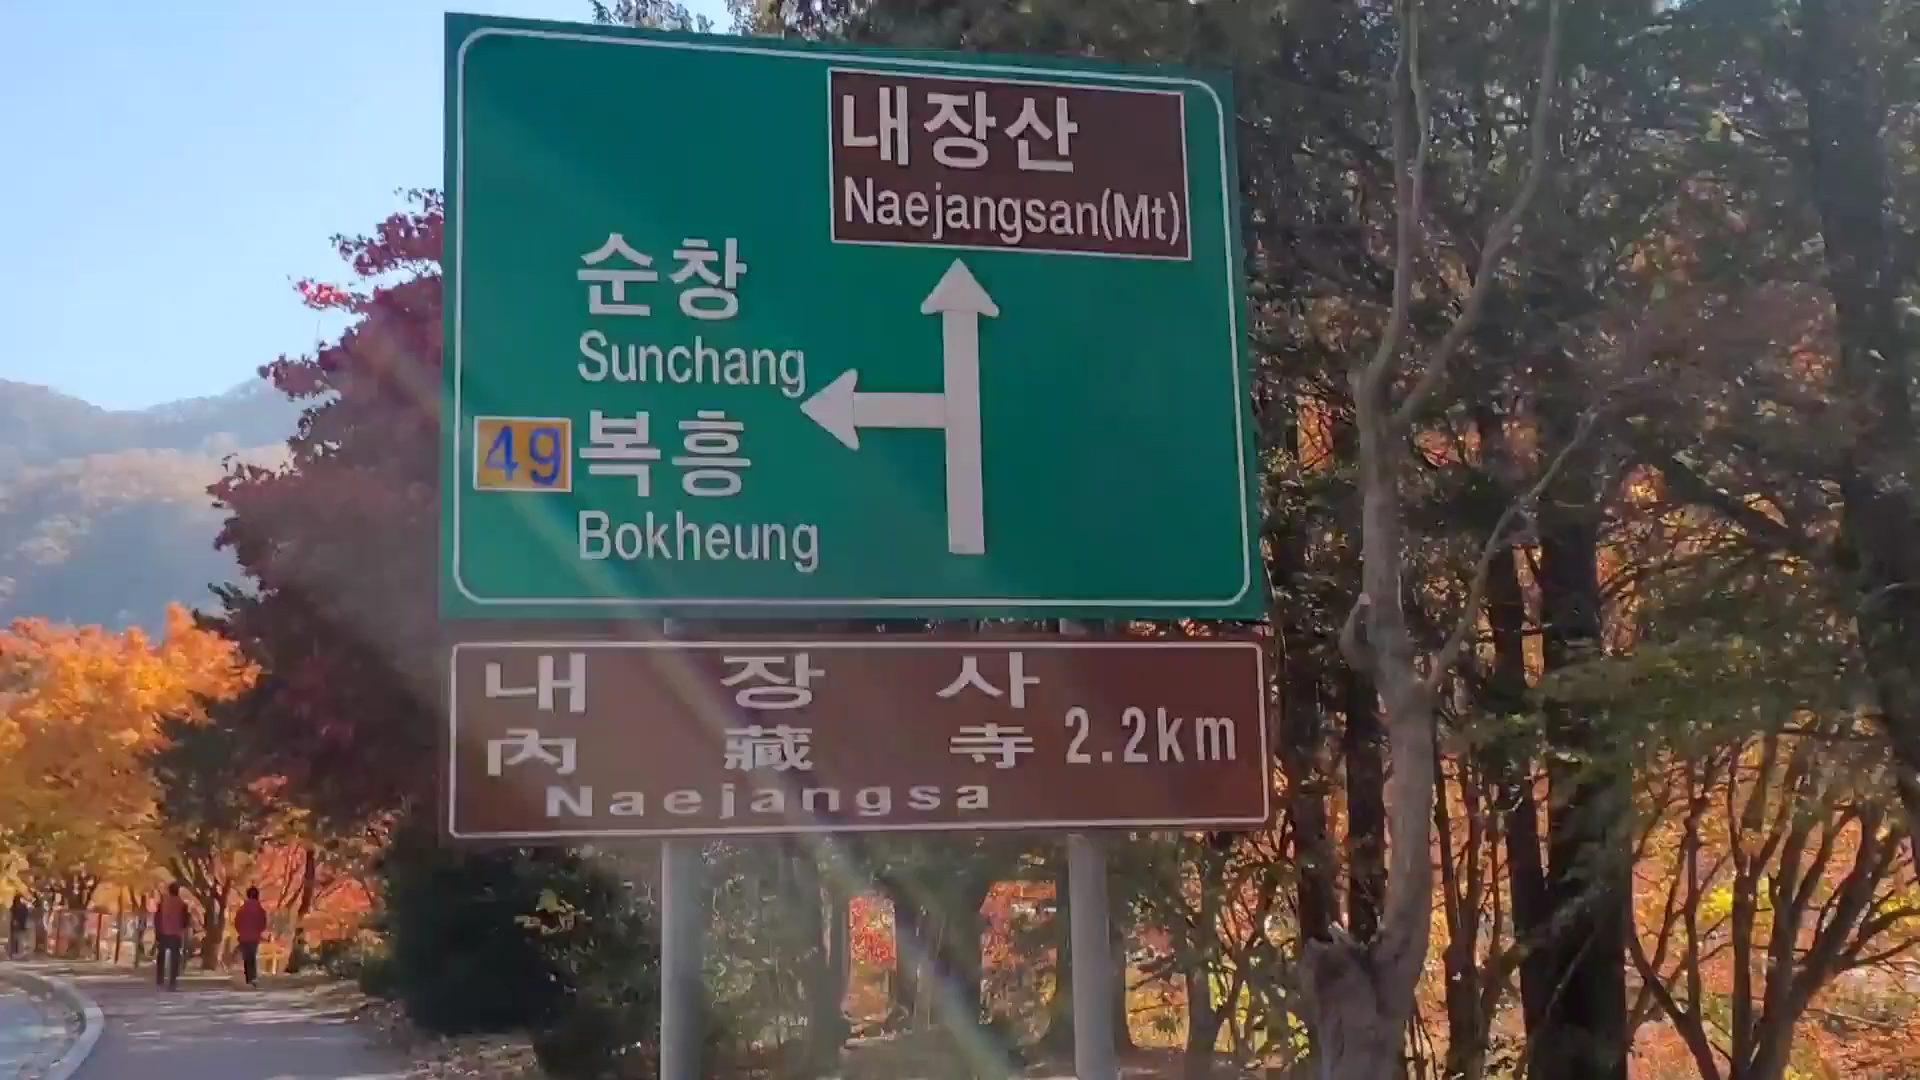 내장산
Naejangsan(Mt)
순창
Sunchang
49 복흥
Bokheung
내 장 사
內 藏 寺 2.2km
Naejangsa